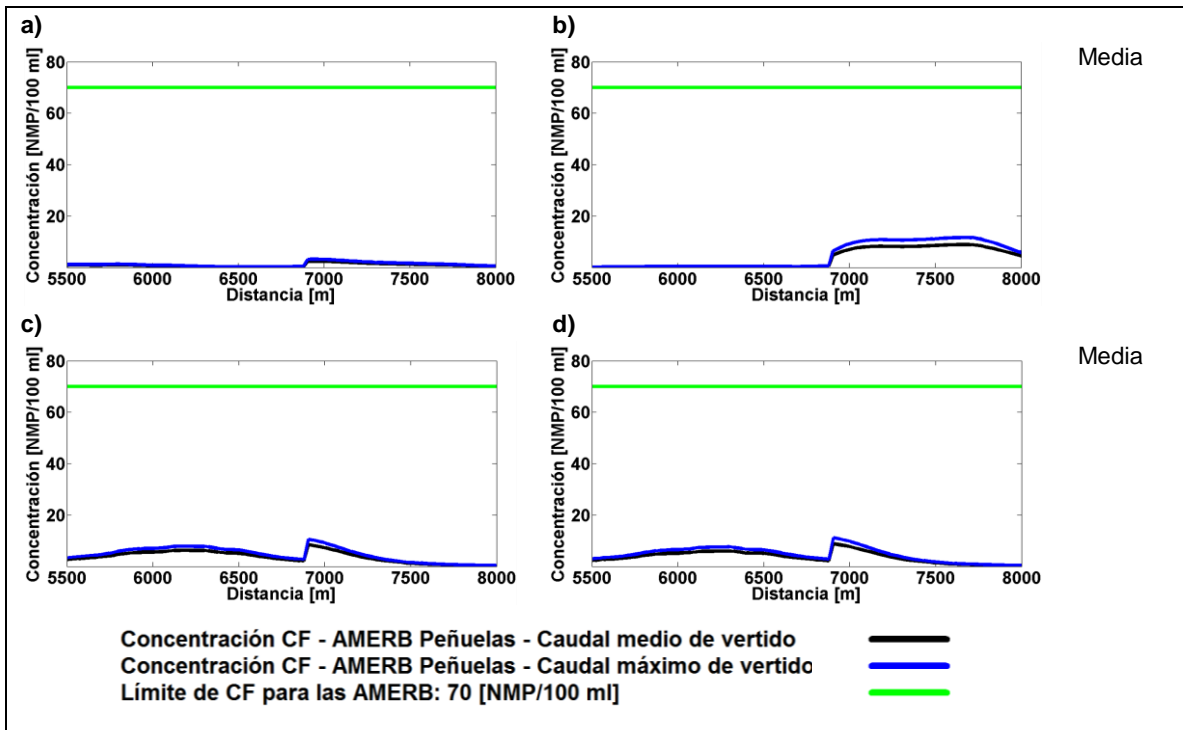 a)
b)
Media
Concentración [NMP/100 ml]
80
60
40
20
5500 6000 6500 7000 7500 8000
Distancia [m]
Concentración [NMP/100 ml]
80
60
40
20
5500 6000 6500 7000 7500 8000
Distancia [m]
c)
d)
Media
Concentración [NMP/100 ml]
80
60
40
20
5500 6000 6500 7000 7500 8000
Distancia [m]
Concentración [NMP/100 ml]
80
60
40
20
5500 6000 6500 7000 7500 8000
Distancia [m]
Concentración CF - AMERB Peñuelas - Caudal medio de vertido
Concentración CF - AMERB Peñuelas - Caudal máximo de vertido
Límite de CF para las AMERB: 70 [NMP/100 ml]